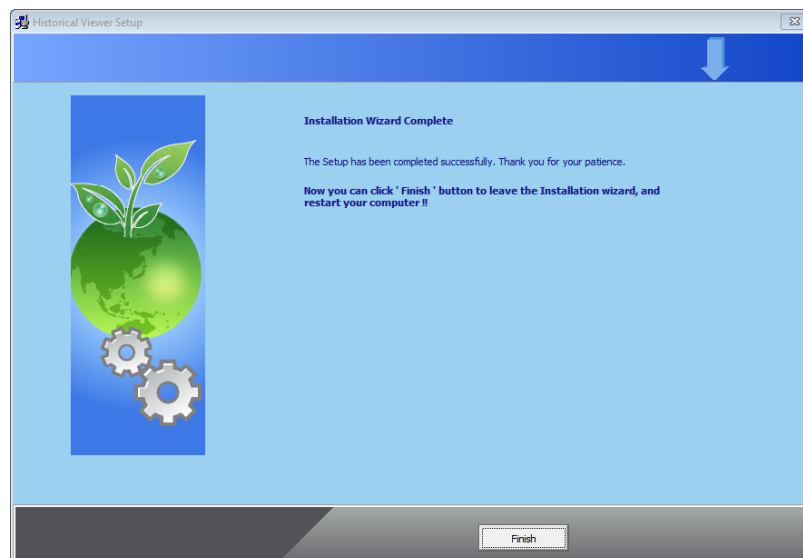 Historical Viewer Setup
Installation Wizard Complete
The Setup has been completed successfully. Thank you for your patience.
Now you can click ' Finish ' button to leave the Installation wizard, and
restart your computer !!
Finish